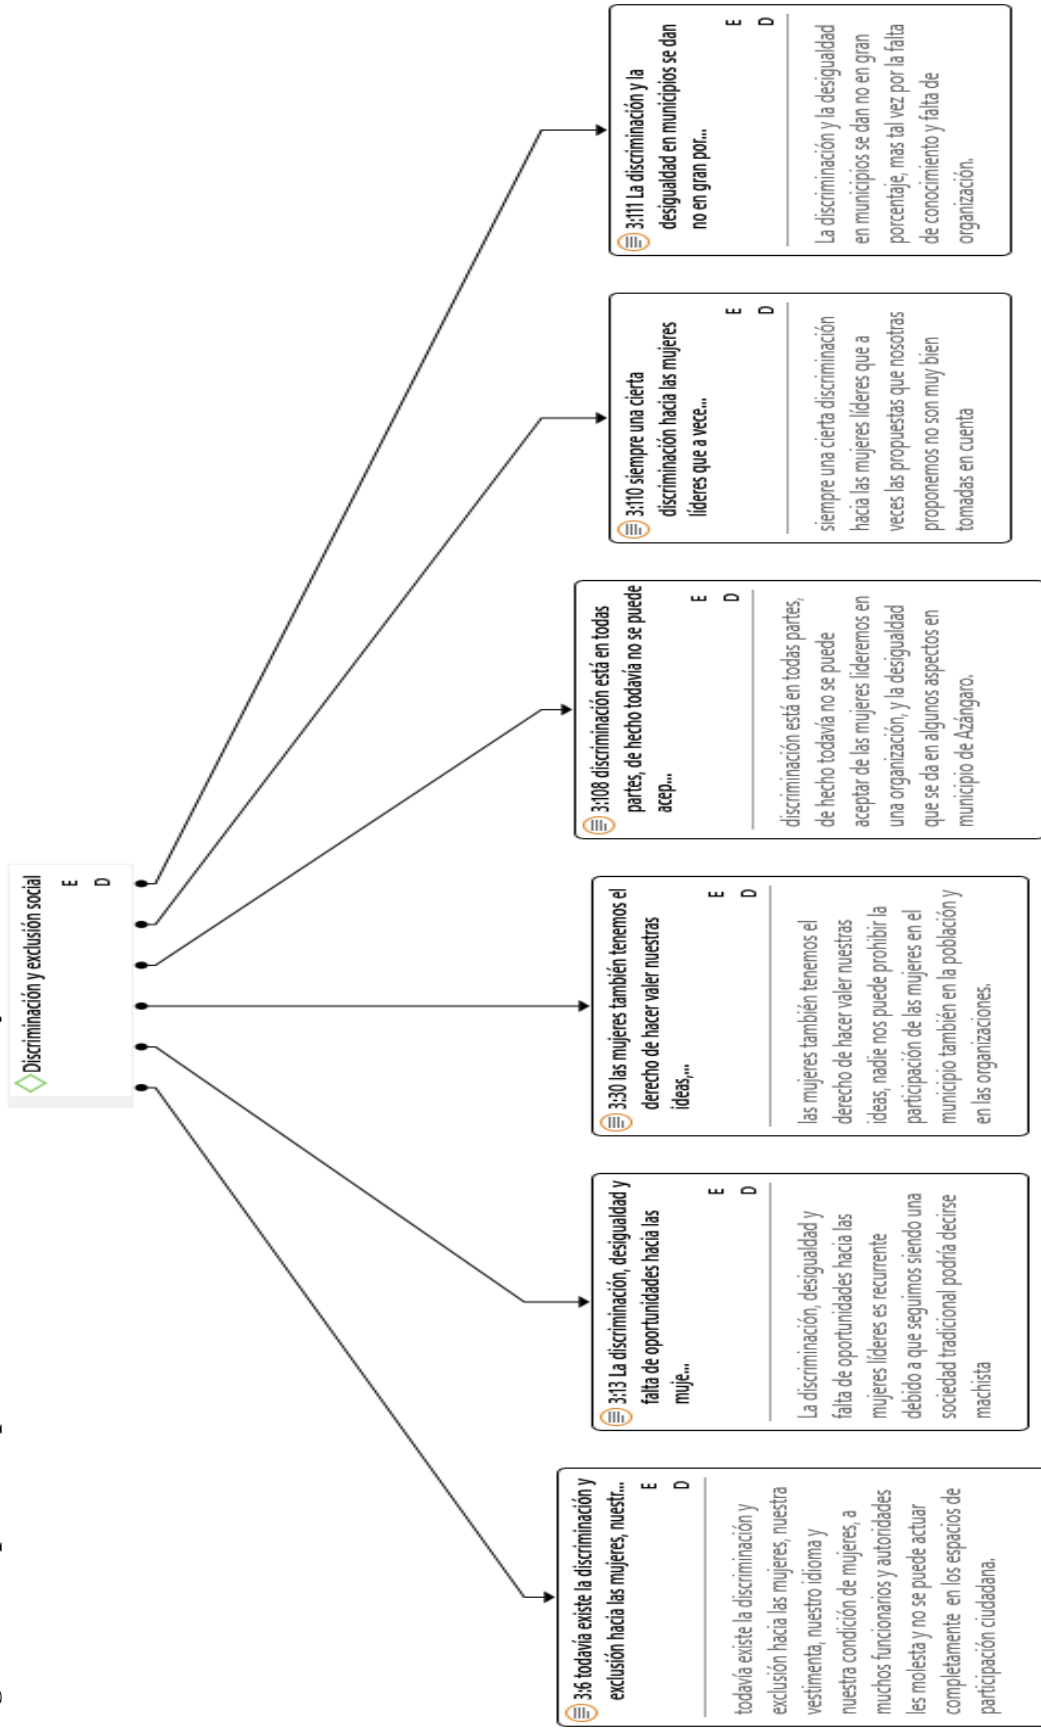 Discriminación y exclusión social
E
D
3:6 todavía existe la discriminación y
exclusión hacia las mujeres, nuestr...
E
D
todavía existe la discriminación y
exclusión hacia las mujeres, nuestra
vestimenta, nuestro idioma y
nuestra condición de mujeres, a
muchos funcionarios y autoridades
les molesta y no se puede actuar
completamente en los espacios de
participación ciudadana.
3:13 La discriminación, desigualdad y
falta de oportunidades hacia las
muje...
E
D
La discriminación, desigualdad y
falta de oportunidades hacia las
mujeres líderes es recurrente
debido a que seguimos siendo una
sociedad tradicional podría decirse
machista
3:30 las mujeres también tenemos el
derecho de hacer valer nuestras
ideas,...
E
D
las mujeres también tenemos el
derecho de hacer valer nuestras
ideas, nadie nos puede prohibir la
participación de las mujeres en el
municipio también en la población y
en las organizaciones.
3:108 discriminación está en todas
partes, de hecho todavía no se puede
acep...
E
D
discriminación está en todas partes,
de hecho todavía no se puede
aceptar de las mujeres lideremos en
una organización, y la desigualdad
que se da en algunos aspectos en
municipio de Azángaro.
3:110 siempre una cierta
discriminación hacia las mujeres
líderes que a vece...
E
D
siempre una cierta discriminación
hacia las mujeres líderes que a
veces las propuestas que nosotras
proponemos no son muy bien
tomadas en cuenta
3:111 La discriminación y la
desigualdad en municipios se dan
no en gran por...
E
D
La discriminación y la desigualdad
en municipios se dan no en gran
porcentaje, mas tal vez por la falta
de conocimiento y falta de
organización.